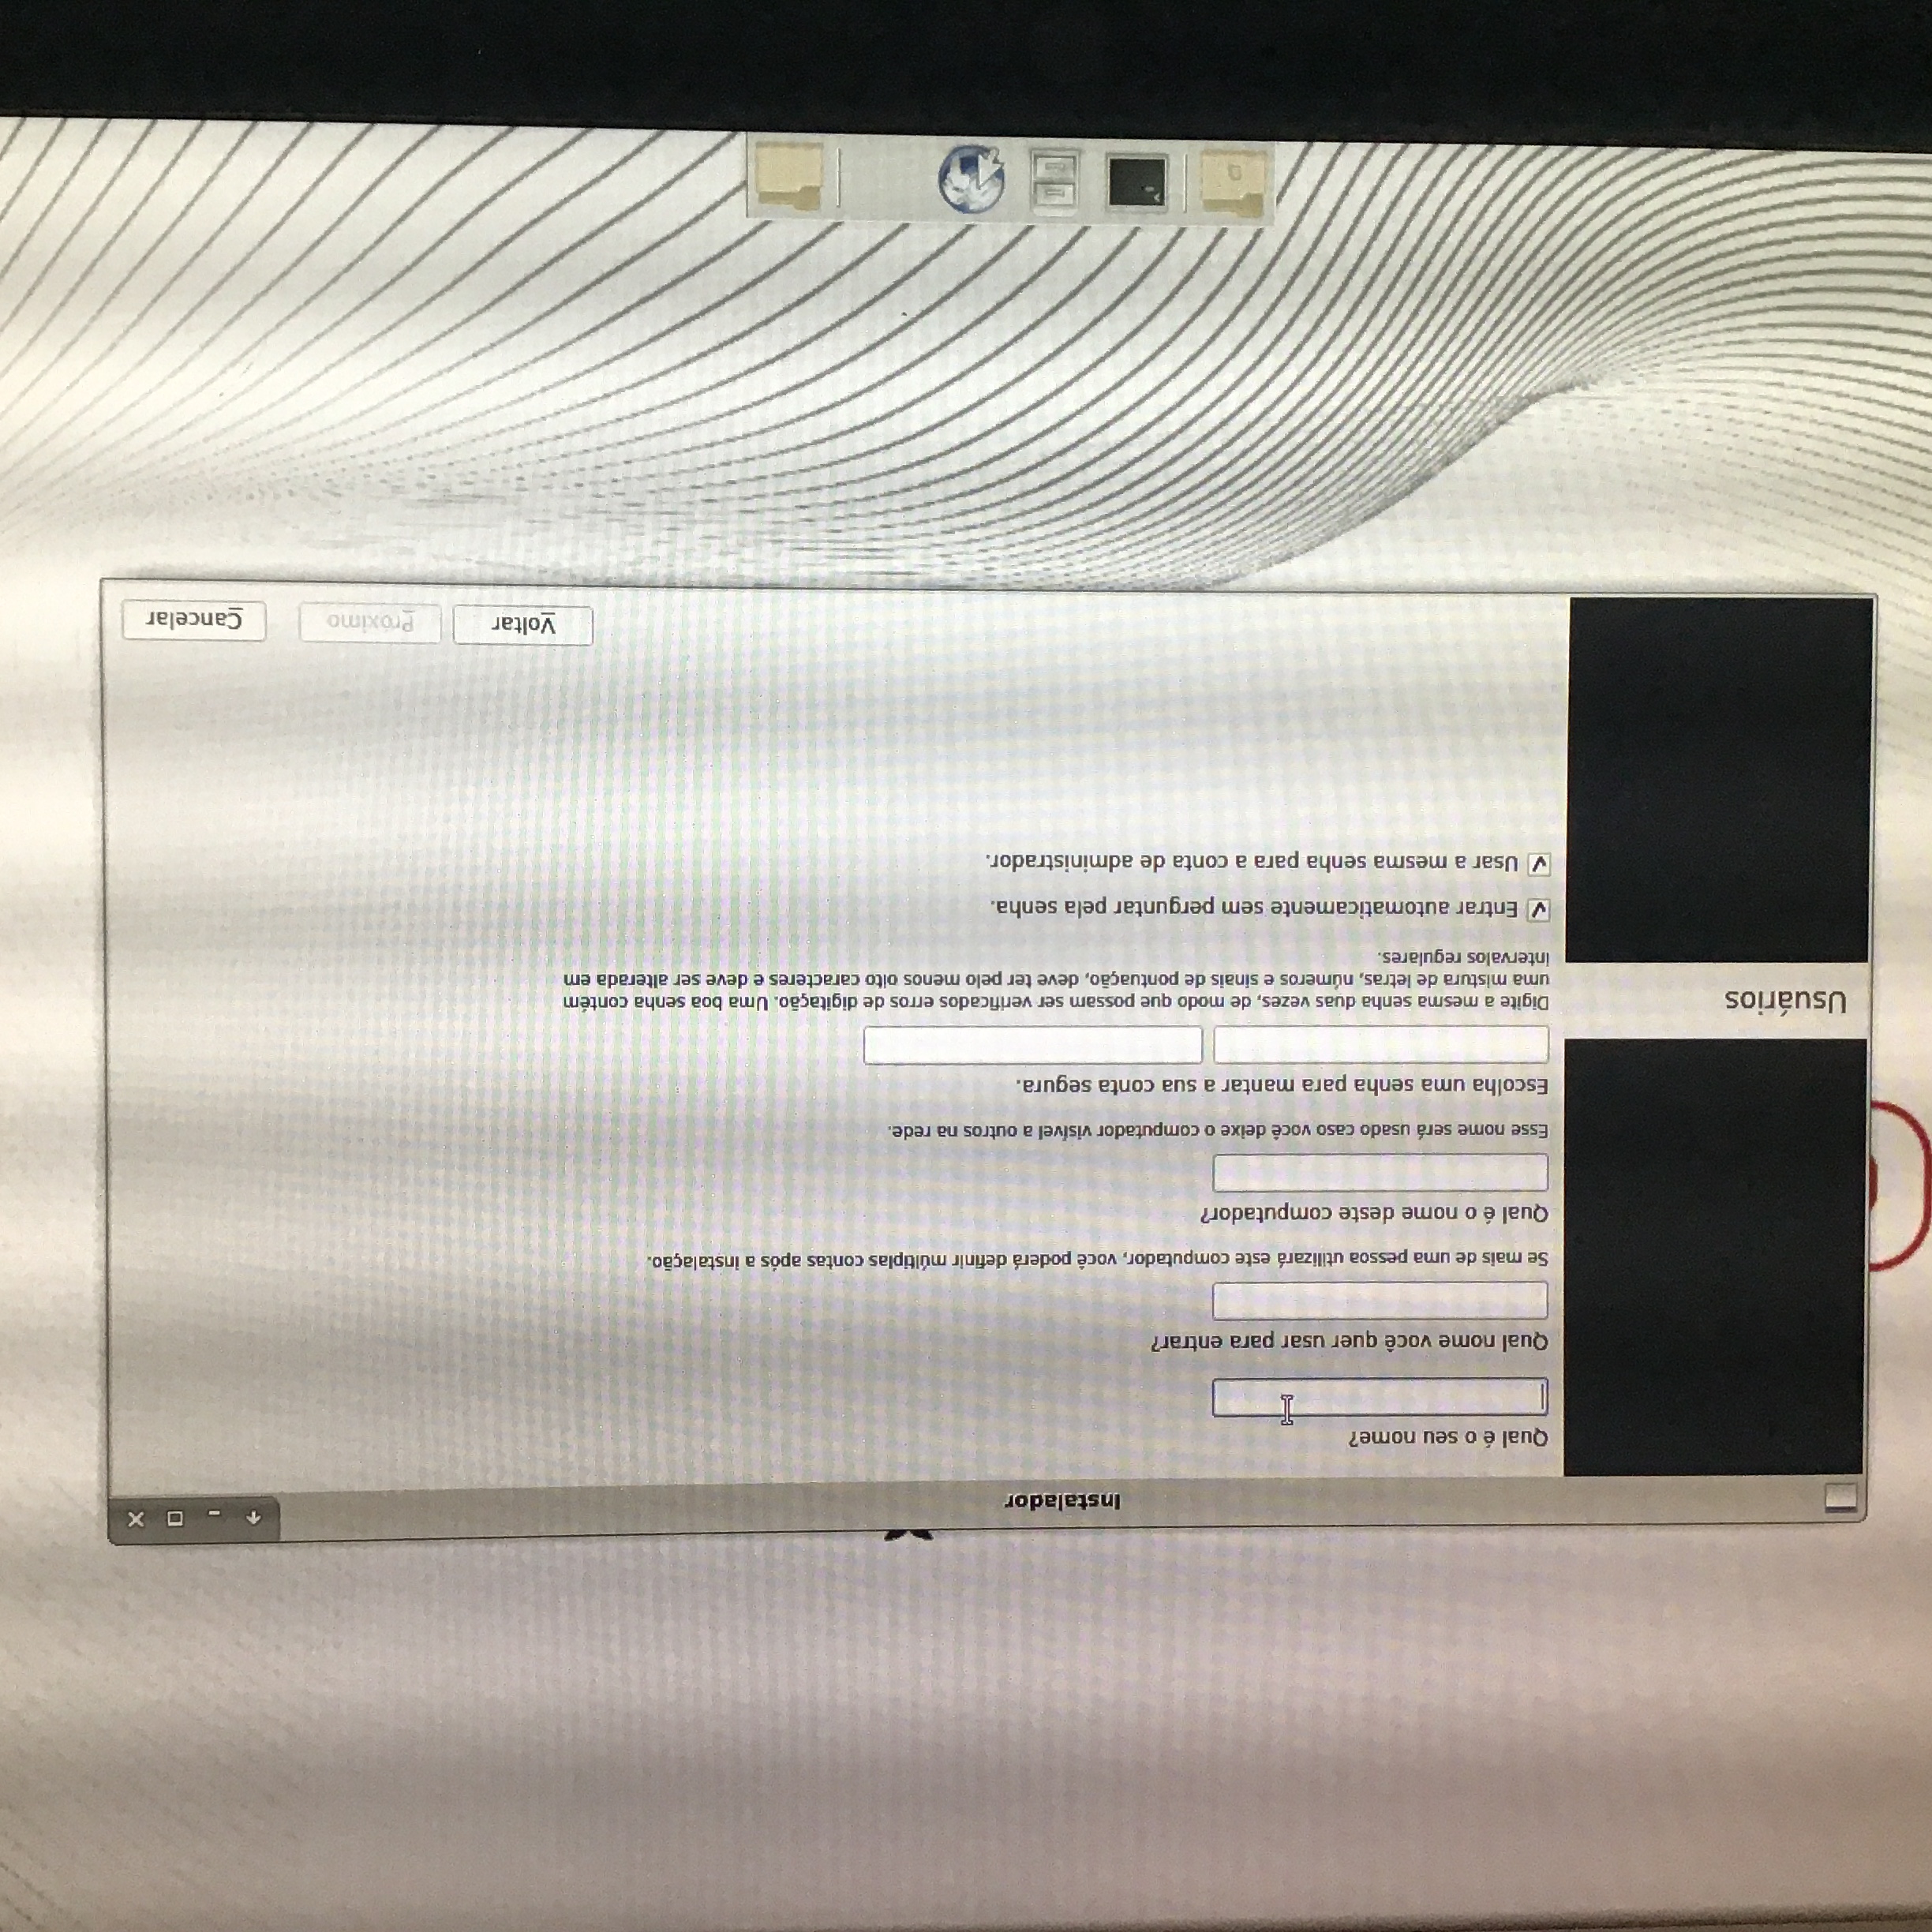 Instalador
Qual é o seu nome?
Qual nome você quer usar para entrar?
Se mais de uma pessoa utilizará este computador, você poderá definir múltiplas contas após a instalação.
Qual é o nome deste computador?
Esse nome será usado caso você deixe o computador visível a outros na rede.
Escolha uma senha para mantar a sua conta segura.
Usuários
Digite a mesma senha duas vezes, de modo que possam ser verificados erros de digitação. Uma boa senha contém
uma mistura de letras, números e sinais de pontuação, deve ter pelo menos oito caracteres e deve ser alterada em
intervalos regulares.
Entrar automaticamente sem perguntar pela senha.
Usar a mesma senha para a conta de administrador.
Voltar Próximo Cancelar